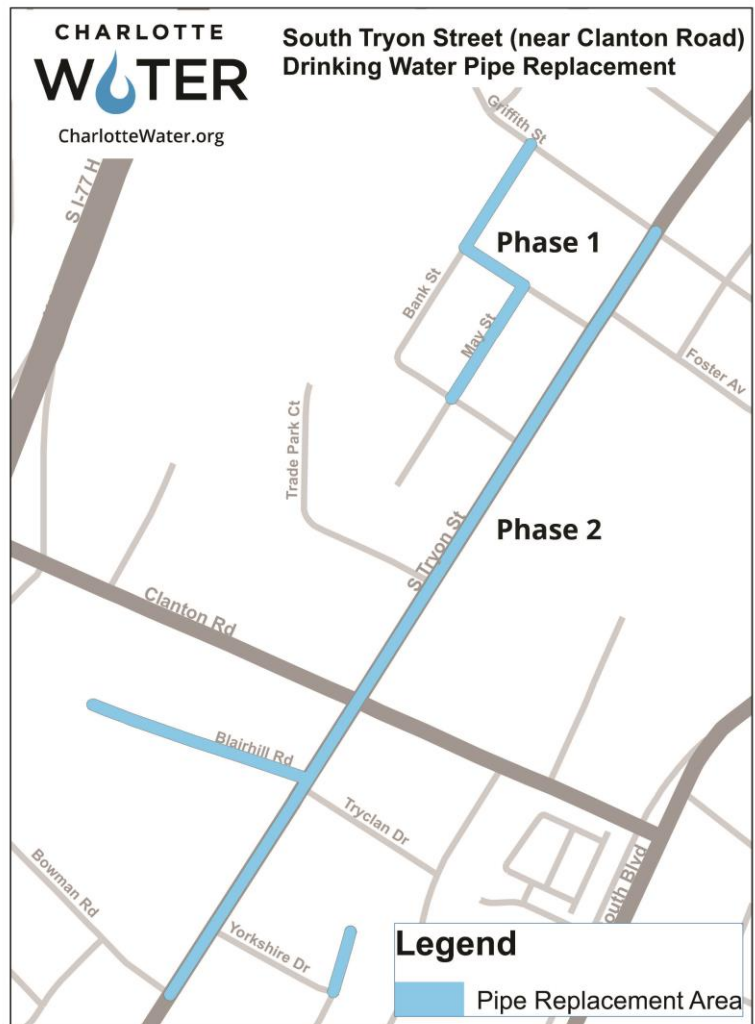 CHARLOTTE
WATER
CharlotteWater.org
South Tryon Street (near Clanton Road)
Drinking Water Pipe Replacement
Griffith St
S I-77 H
Phase 1
Bank St
May St
Foster Av
Trade Park Ct
S Tryon St
Phase 2
Clanton Rd
Blairhill Rd
Tryclan Dr
Bowman Rd
outh Blvd
Yorkshire Dr
Legend
Pipe Replacement Area